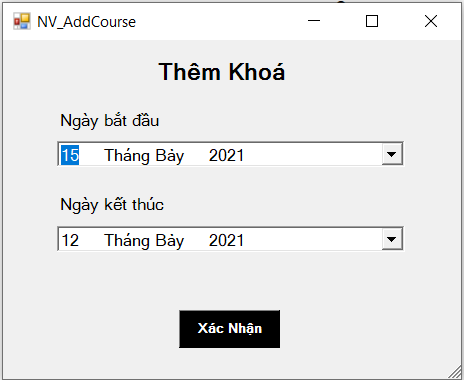 NV_AddCourse
Thêm Khoá
Ngày bắt đầu
15 Tháng Bảy 2021
Ngày kết thúc
12 Tháng Bảy 2021
Xác Nhận